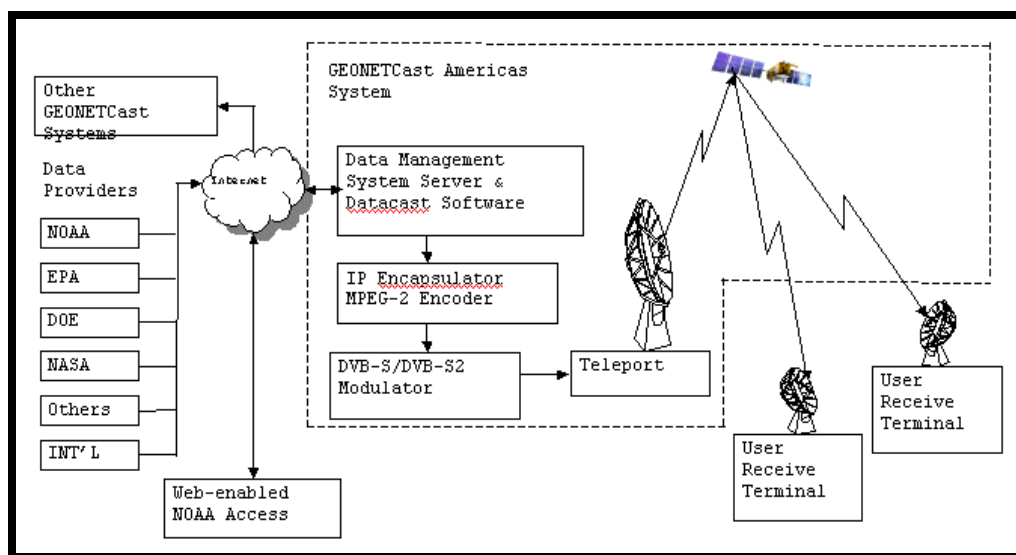 GEONETCast Americas
System
Other
GEONETCast
Systems
Data
Providers
Internet
Data Management
System Server &
Datacast Software
NOAA
EPA
DOE
NASA
Others
INT'L
IP Encapsulator
MPEG-2 Encoder
DVB-S/DVB-S2
Modulator
Teleport
User
Receive
Terminal
User
Receive
Terminal
Web-enabled
NOAA Access